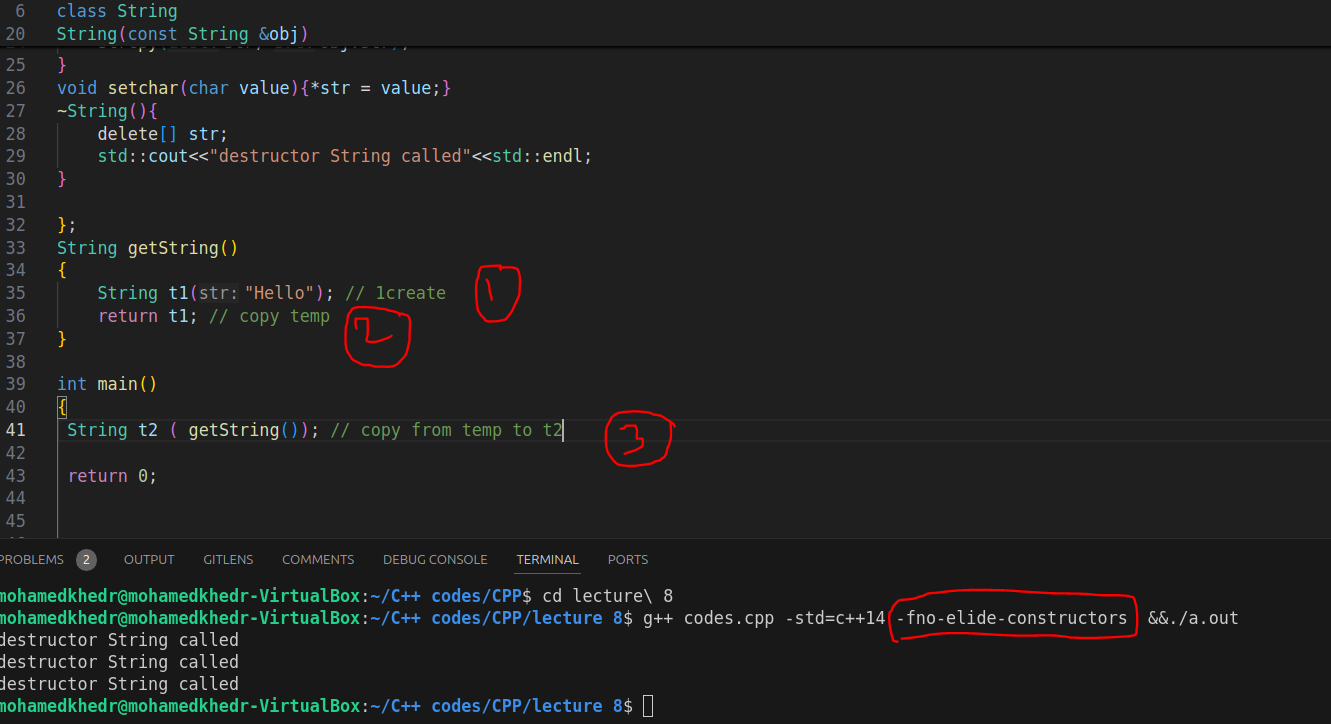 6 class String
20 String(const String &obj)
25 }
26 void setchar(char value){*str = value;}
27 ~String(){
28 delete[] str;
29 std::cout<<"destructor String called"<<std::endl;
30 }
31
32 };
33 String getString()
34 {
35 String t1(str: "Hello"); // 1create 1
36 return t1; // copy temp 2
37 }
38
39 int main()
40 {
41 String t2 ( getString()); // copy from temp to t2 3
42
43 return 0;
44
45
PROBLEMS 2 OUTPUT GITLENS COMMENTS DEBUG CONSOLE TERMINAL PORTS
mohamedkhedr@mohamedkhedr-VirtualBox:~/C++ codes/CPP$ cd lecture\ 8
mohamedkhedr@mohamedkhedr-VirtualBox:~/C++ codes/CPP/lecture 8$ g++ codes.cpp -std=c++14 -fno-elide-constructors &&./a.out
destructor String called
destructor String called
destructor String called
mohamedkhedr@mohamedkhedr-VirtualBox:~/C++ codes/CPP/lecture 8$